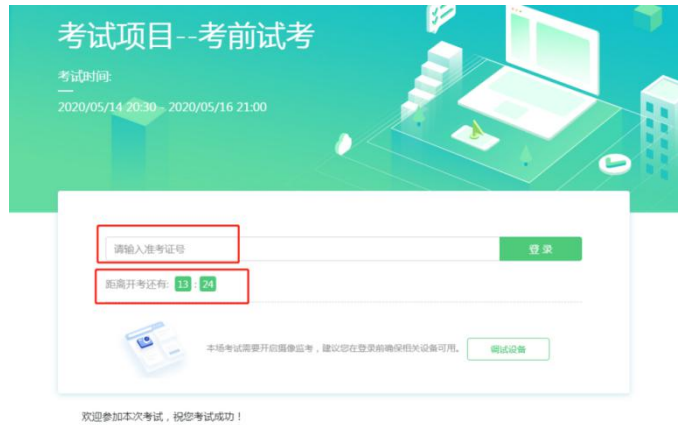 考试项目--考前试考
考试时间:
2020/05/14 20:30 - 2020/05/16 21:00
请输入准考证号
登 录
距离开考还有: 13 : 24
本场考试需要开启摄像监考，建议您在登录前确保相关设备可用。
调试设备
欢迎参加本次考试，祝您考试成功！